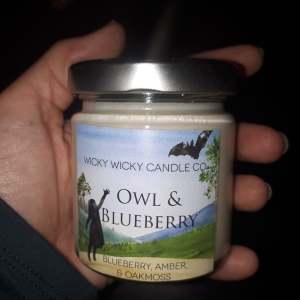 WICKY WICKY CANDLE CO.
OWL &
BLUEBERRY
BLUEBERRY, AMBER,
& OAKMOSS